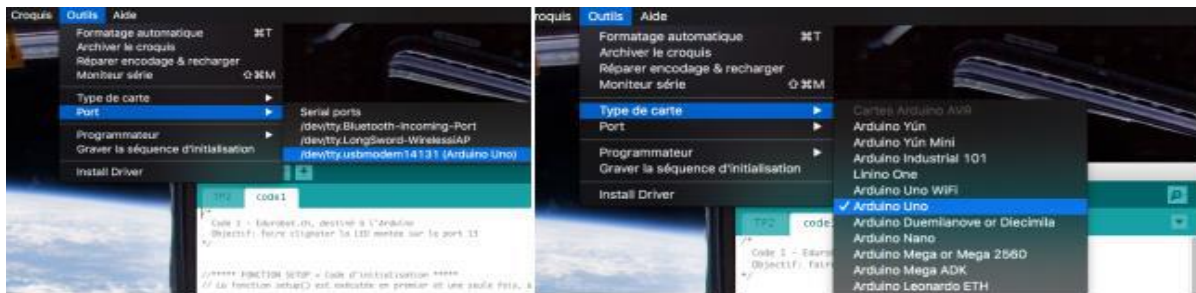 Croquis Outils Aide
Formatage automatique ⌘T
Archiver le croquis
Réparer encodage & recharger
Moniteur série ⇧⌘M
Type de carte ▶
Port ▶
Programmateur ▶
Graver la séquence d'initialisation
Install Driver
Serial ports
/dev/tty.Bluetooth-Incoming-Port
/dev/tty.LongSword-WirelessiAP
/dev/tty.usbmodem14131 (Arduino Uno)
TP2 code1
/*
Code 1 - Edurobot.ch, destiné à l'Arduino
Objectif: faire clignoter la LED montée sur le port 13
*/
//***** FONCTION SETUP = Code d'initialisation *****
// La fonction setup() est exécutée en premier et une seule fois, a
roquis Outils Aide
Formatage automatique ⌘T
Archiver le croquis
Réparer encodage & recharger
Moniteur série ⇧⌘M
Type de carte ▶
Port ▶
Programmateur ▶
Graver la séquence d'initialisation
Install Driver
Cartes Arduino AVR
Arduino Yún
Arduino Yún Mini
Arduino Industrial 101
Linino One
Arduino Uno WiFi
✓ Arduino Uno
Arduino Duemilanove or Diecimila
Arduino Nano
Arduino Mega or Mega 2560
Arduino Mega ADK
Arduino Leonardo ETH
TP2 code
/*
Code 1 - Eduro
Objectif: fair
*/